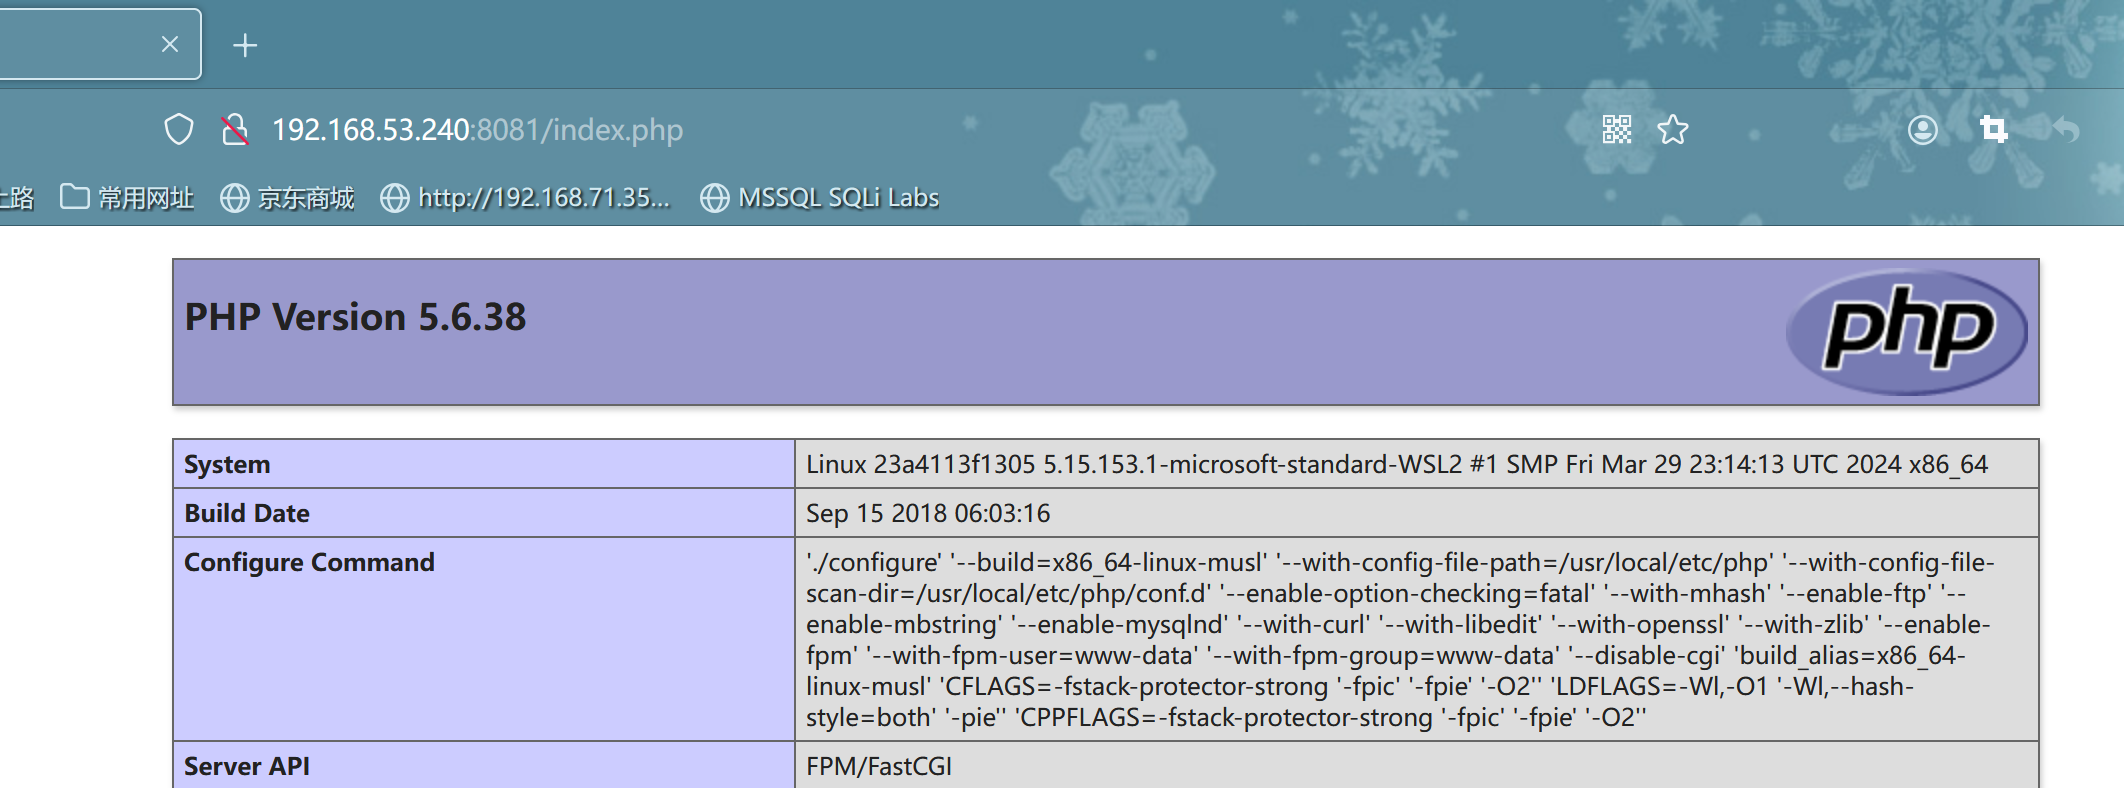 192.168.53.240:8081/index.php
上路 常用网址 京东商城 http://192.168.71.35... MSSQL SQLi Labs
PHP Version 5.6.38
php
System Linux 23a4113f1305 5.15.153.1-microsoft-standard-WSL2 #1 SMP Fri Mar 29 23:14:13 UTC 2024 x86_64
Build Date Sep 15 2018 06:03:16
Configure Command './configure' '--build=x86_64-linux-musl' '--with-config-file-path=/usr/local/etc/php' '--with-config-file-
scan-dir=/usr/local/etc/php/conf.d' '--enable-option-checking=fatal' '--with-mhash' '--enable-ftp' '--
enable-mbstring' '--enable-mysqlnd' '--with-curl' '--with-libedit' '--with-openssl' '--with-zlib' '--enable-
fpm' '--with-fpm-user=www-data' '--with-fpm-group=www-data' '--disable-cgi' 'build_alias=x86_64-
linux-musl' 'CFLAGS=-fstack-protector-strong '-fpic' '-fpie' '-O2'' 'LDFLAGS=-Wl,-O1 '-Wl,--hash-
style=both' '-pie'' 'CPPFLAGS=-fstack-protector-strong '-fpic' '-fpie' '-O2''
Server API FPM/FastCGI